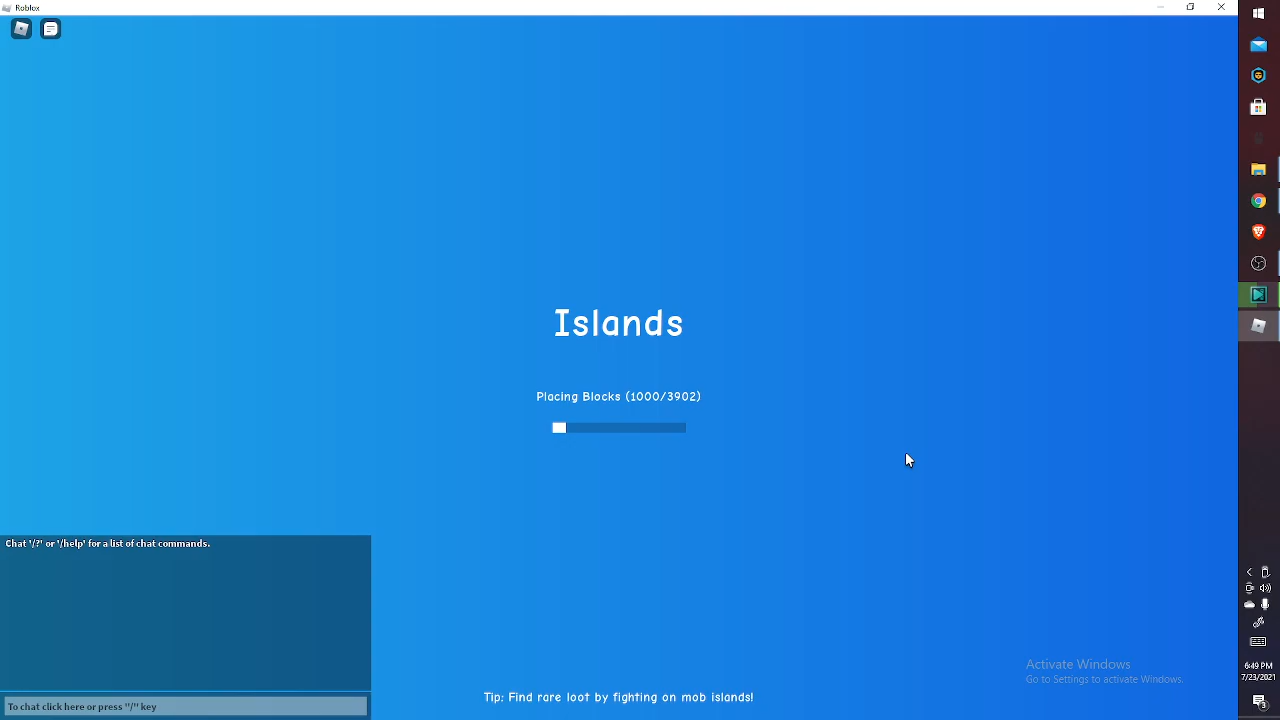 Roblox
Islands
Placing Blocks (1000/3902)
Chat '/?' or '/help' for a list of chat commands.
To chat click here or press "/" key
Tip: Find rare loot by fighting on mob islands!
Activate Windows
Go to Settings to activate Windows.
6:49 PM
7/23/2021